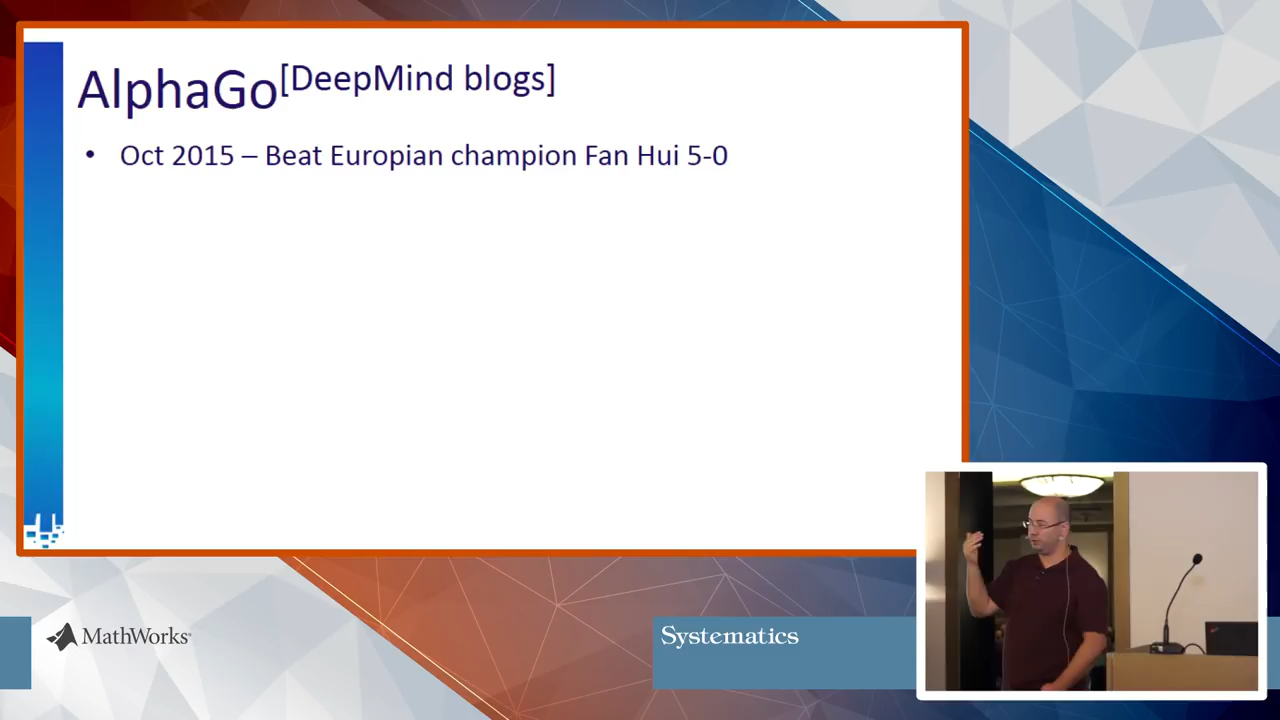 AlphaGo[DeepMind blogs]
• Oct 2015 – Beat Europian champion Fan Hui 5-0
MathWorks®
Systematics